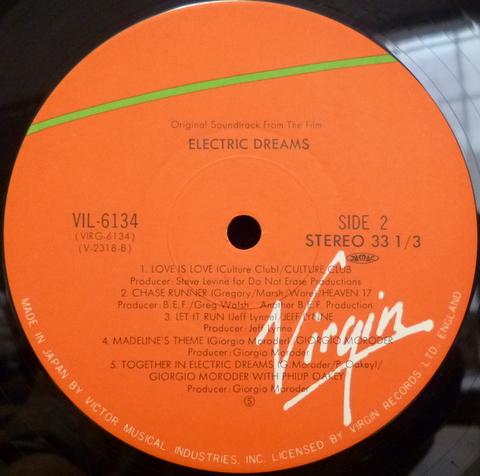 Original Soundtrack From The Film
ELECTRIC DREAMS
VIL-6134
(VIRG-6134)
(V-2318-B)
SIDE 2
STEREO 33 1/3
JASRAC
1. LOVE IS LOVE (Culture Club)/CULTURE CLUB
Producer: Steve Levine for Do Not Erase Productions
2. CHASE RUNNER (Gregory/Marsh/Ware)/HEAVEN 17
Producer: B.E.F./Greg Walsh Another B.E.F. Production
3. LET IT RUN (Jeff Lynne)/JEFF LYNNE
Producer: Jeff Lynne
4. MADELINE'S THEME (Giorgio Moroder)/GIORGIO MORODER
Producer: Giorgio Moroder
5. TOGETHER IN ELECTRIC DREAMS (G. Moroder/P. Oakey)/
GIORGIO MORODER WITH PHILIP OAKEY
Producer: Giorgio Moroder
Ⓢ
Virgin
MADE IN JAPAN BY VICTOR MUSICAL INDUSTRIES, INC. LICENSED BY VIRGIN RECORDS LTD. ENGLAND